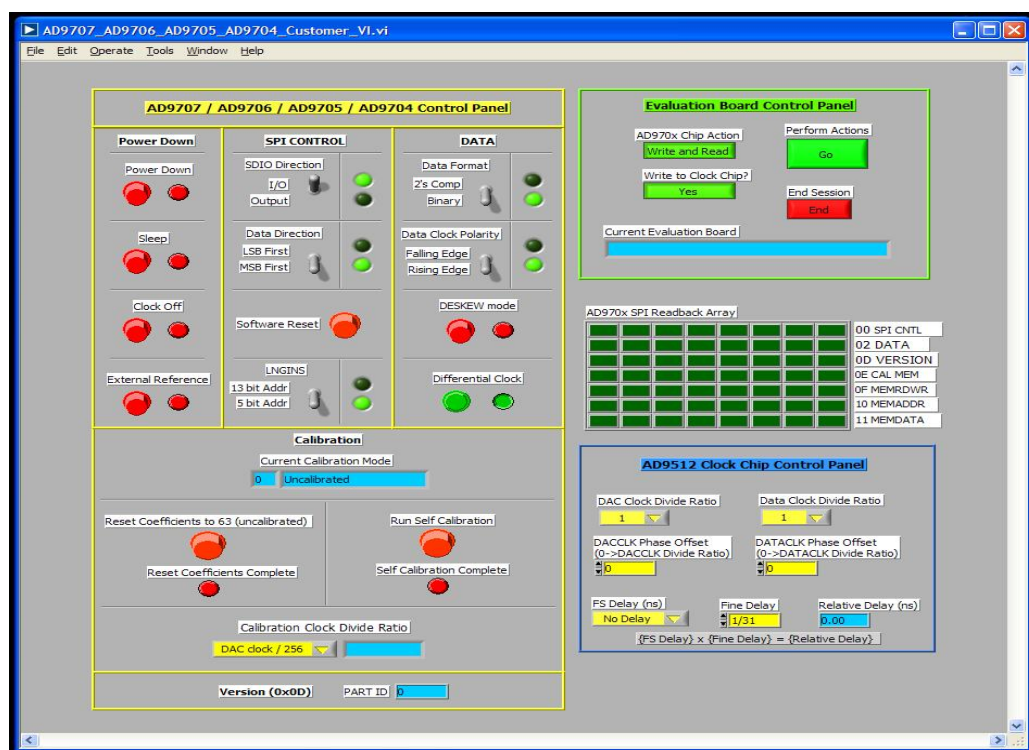 AD9707_AD9706_AD9705_AD9704_Customer_VI.vi
File Edit Operate Tools Window Help
AD9707 / AD9706 / AD9705 / AD9704 Control Panel
Power Down
Power Down
Sleep
Clock Off
External Reference
SPI CONTROL
SDIO Direction
I/O
Output
Data Direction
LSB First
MSB First
Software Reset
LNGINS
13 bit Addr
5 bit Addr
DATA
Data Format
2's Comp
Binary
Data Clock Polarity
Falling Edge
Rising Edge
DESKEW mode
Differential Clock
Calibration
Current Calibration Mode
0 Uncalibrated
Reset Coefficients to 63 (uncalibrated)
Reset Coefficients Complete
Run Self Calibration
Self Calibration Complete
Calibration Clock Divide Ratio
DAC clock / 256
Version (0x0D) PART ID 0
Evaluation Board Control Panel
AD970x Chip Action
Write and Read
Write to Clock Chip?
Yes
Perform Actions
Go
End Session
End
Current Evaluation Board
AD970x SPI Readback Array
00 SPI CNTL
02 DATA
0D VERSION
0E CAL MEM
0F MEMRDWR
10 MEMADDR
11 MEMDATA
AD9512 Clock Chip Control Panel
DAC Clock Divide Ratio
1
Data Clock Divide Ratio
1
DACCLK Phase Offset
(0->DACCLK Divide Ratio)
0
DATACLK Phase Offset
(0->DATACLK Divide Ratio)
0
FS Delay (ns)
No Delay
Fine Delay
1/31
Relative Delay (ns)
0.00
{FS Delay} x {Fine Delay} = {Relative Delay}